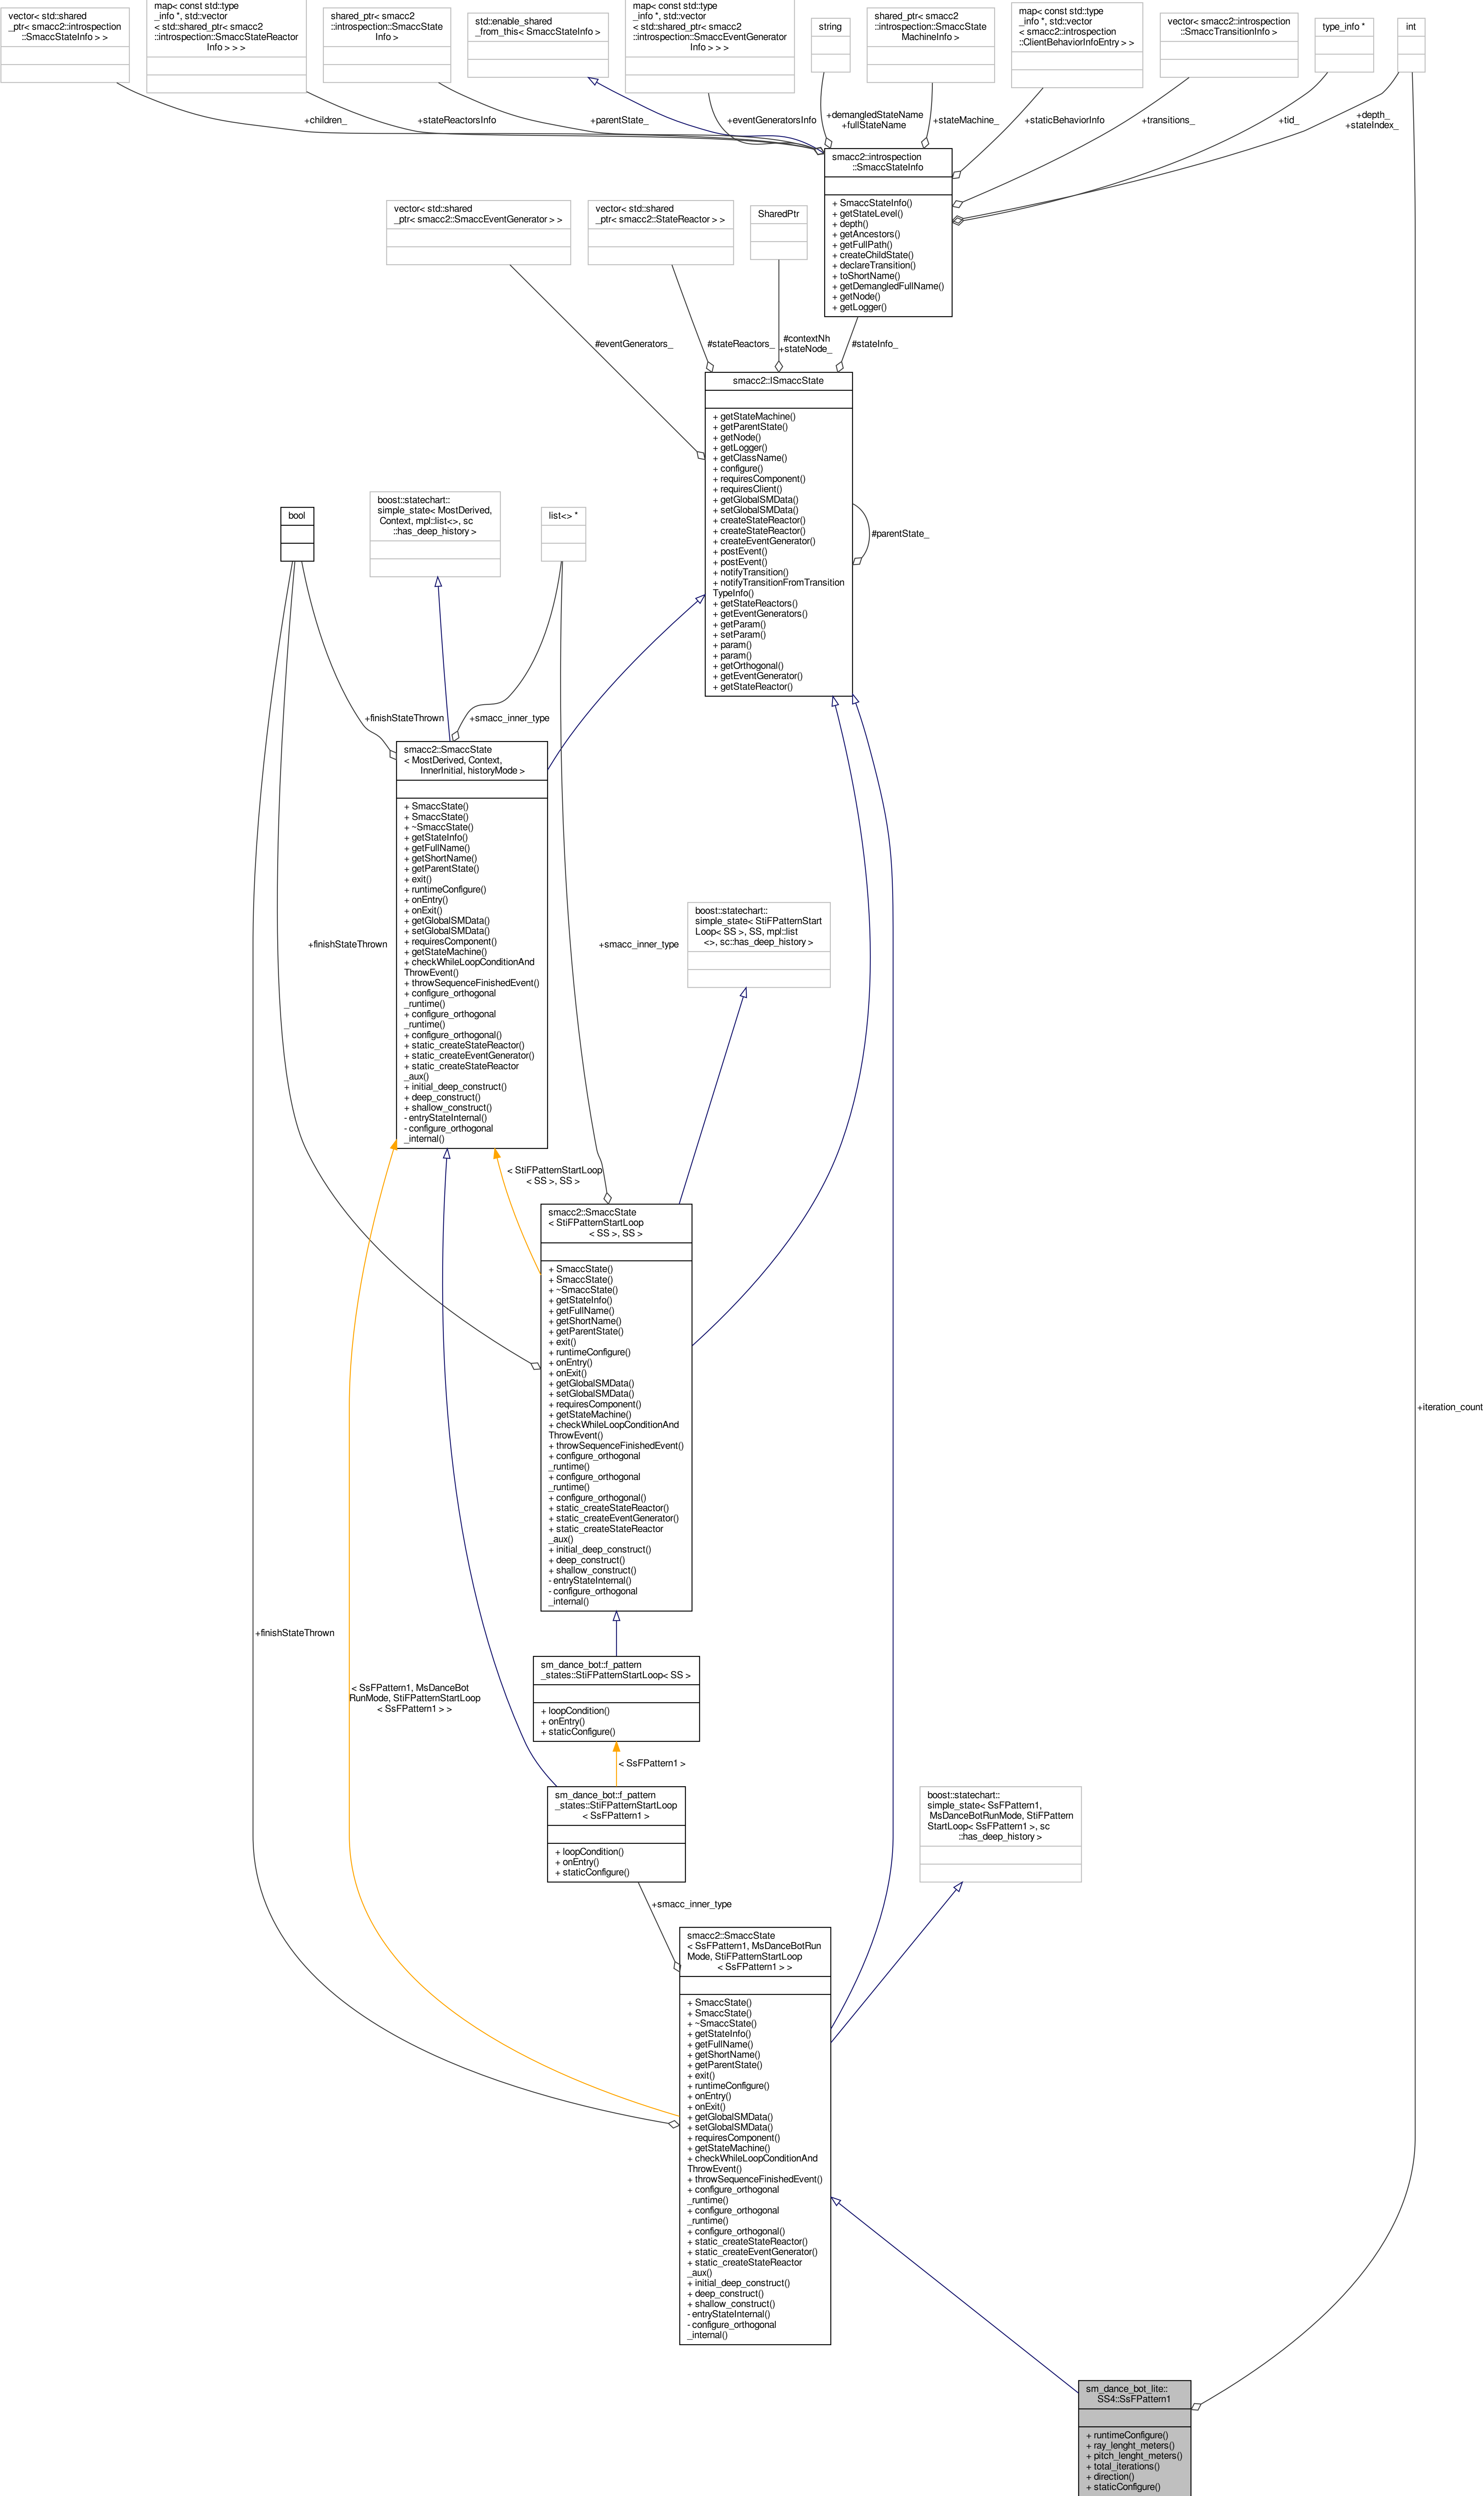 vector< smacc2::introspection
_ptr< smacc2::introspection
::SmaccStateInfo > >
map< const std::type
_info *, std::vector
< std::shared_ptr< smacc2
::introspection::SmaccStateReactor
Info > > >
shared_ptr< smacc2
::introspection::SmaccState
Info >
std::enable_shared
_from_this< SmaccStateInfo >
map< const std::type
_info *, std::vector
< std::shared_ptr< smacc2
::introspection::SmaccEventGenerator
Info > > >
string
shared_ptr< smacc2
::introspection::SmaccState
MachineInfo >
map< const std::type
_info *, std::vector
< smacc2::introspection
::ClientBehaviorInfoEntry > >
vector< smacc2::introspection
::SmaccTransitionInfo >
type_info *
int
+children_
+stateReactorsInfo
+parentState_
+eventGeneratorsInfo
+demangledStateName
+fullStateName
+stateMachine_
+staticBehaviorInfo
+transitions_
+tid_
+depth_
+stateIndex_
smacc2::introspection
::SmaccStateInfo
+ SmaccStateInfo()
+ getStateLevel()
+ depth()
+ getAncestors()
+ getFullPath()
+ createChildState()
+ declareTransition()
+ toShortName()
+ getDemangledFullName()
+ getNode()
+ getLogger()
vector< std::shared
_ptr< smacc2::SmaccEventGenerator > >
vector< std::shared
_ptr< smacc2::StateReactor > >
SharedPtr
#eventGenerators_
#stateReactors_
#contextNh
+stateNode_
#stateInfo_
smacc2::ISmaccState
+ getStateMachine()
+ getParentState()
+ getNode()
+ getLogger()
+ getClassName()
+ configure()
+ requiresComponent()
+ requiresClient()
+ getGlobalSMData()
+ setGlobalSMData()
+ createStateReactor()
+ createStateReactor()
+ createEventGenerator()
+ postEvent()
+ postEvent()
+ notifyTransition()
+ notifyTransitionFromTransition
TypeInfo()
+ getStateReactors()
+ getEventGenerators()
+ getParam()
+ setParam()
+ param()
+ param()
+ getOrthogonal()
+ getEventGenerator()
+ getStateReactor()
#parentState_
bool
boost::statechart::
simple_state< MostDerived,
Context, mpl::list<>, sc
::has_deep_history >
list<> *
+finishStateThrown
+smacc_inner_type
smacc2::SmaccState
< MostDerived, Context,
InnerInitial, historyMode >
+ SmaccState()
+ SmaccState()
+ ~SmaccState()
+ getStateInfo()
+ getFullName()
+ getShortName()
+ getParentState()
+ exit()
+ runtimeConfigure()
+ onEntry()
+ onExit()
+ getGlobalSMData()
+ setGlobalSMData()
+ requiresComponent()
+ getStateMachine()
+ checkWhileLoopConditionAnd
ThrowEvent()
+ throwSequenceFinishedEvent()
+ configure_orthogonal
_runtime()
+ configure_orthogonal
_runtime()
+ configure_orthogonal()
+ static_createStateReactor()
+ static_createEventGenerator()
+ static_createStateReactor
_aux()
+ initial_deep_construct()
+ deep_construct()
+ shallow_construct()
- entryStateInternal()
- configure_orthogonal
_internal()
boost::statechart::
simple_state< StiFPatternStart
Loop< SS >, SS, mpl::list
<>, sc::has_deep_history >
+finishStateThrown
+smacc_inner_type
< StiFPatternStartLoop
< SS >, SS >
smacc2::SmaccState
< StiFPatternStartLoop
< SS >, SS >
+ SmaccState()
+ SmaccState()
+ ~SmaccState()
+ getStateInfo()
+ getFullName()
+ getShortName()
+ getParentState()
+ exit()
+ runtimeConfigure()
+ onEntry()
+ onExit()
+ getGlobalSMData()
+ setGlobalSMData()
+ requiresComponent()
+ getStateMachine()
+ checkWhileLoopConditionAnd
ThrowEvent()
+ throwSequenceFinishedEvent()
+ configure_orthogonal
_runtime()
+ configure_orthogonal
_runtime()
+ configure_orthogonal()
+ static_createStateReactor()
+ static_createEventGenerator()
+ static_createStateReactor
_aux()
+ initial_deep_construct()
+ deep_construct()
+ shallow_construct()
- entryStateInternal()
- configure_orthogonal
_internal()
+iteration_count
+finishStateThrown
sm_dance_bot::f_pattern
_states::StiFPatternStartLoop< SS >
+ loopCondition()
+ onEntry()
+ staticConfigure()
< SsFPattern1, MsDanceBot
RunMode, StiFPatternStartLoop
< SsFPattern1 > >
< SsFPattern1 >
sm_dance_bot::f_pattern
_states::StiFPatternStartLoop
< SsFPattern1 >
+ loopCondition()
+ onEntry()
+ staticConfigure()
boost::statechart::
simple_state< SsFPattern1,
MsDanceBotRunMode, StiFPattern
StartLoop< SsFPattern1 >, sc
::has_deep_history >
+smacc_inner_type
smacc2::SmaccState
< SsFPattern1, MsDanceBotRun
Mode, StiFPatternStartLoop
< SsFPattern1 > >
+ SmaccState()
+ SmaccState()
+ ~SmaccState()
+ getStateInfo()
+ getFullName()
+ getShortName()
+ getParentState()
+ exit()
+ runtimeConfigure()
+ onEntry()
+ onExit()
+ getGlobalSMData()
+ setGlobalSMData()
+ requiresComponent()
+ getStateMachine()
+ checkWhileLoopConditionAnd
ThrowEvent()
+ throwSequenceFinishedEvent()
+ configure_orthogonal
_runtime()
+ configure_orthogonal
_runtime()
+ configure_orthogonal()
+ static_createStateReactor()
+ static_createEventGenerator()
+ static_createStateReactor
_aux()
+ initial_deep_construct()
+ deep_construct()
+ shallow_construct()
- entryStateInternal()
- configure_orthogonal
_internal()
sm_dance_bot_lite::
SS4::SsFPattern1
+ runtimeConfigure()
+ ray_lenght_meters()
+ pitch_lenght_meters()
+ total_iterations()
+ direction()
+ staticConfigure()